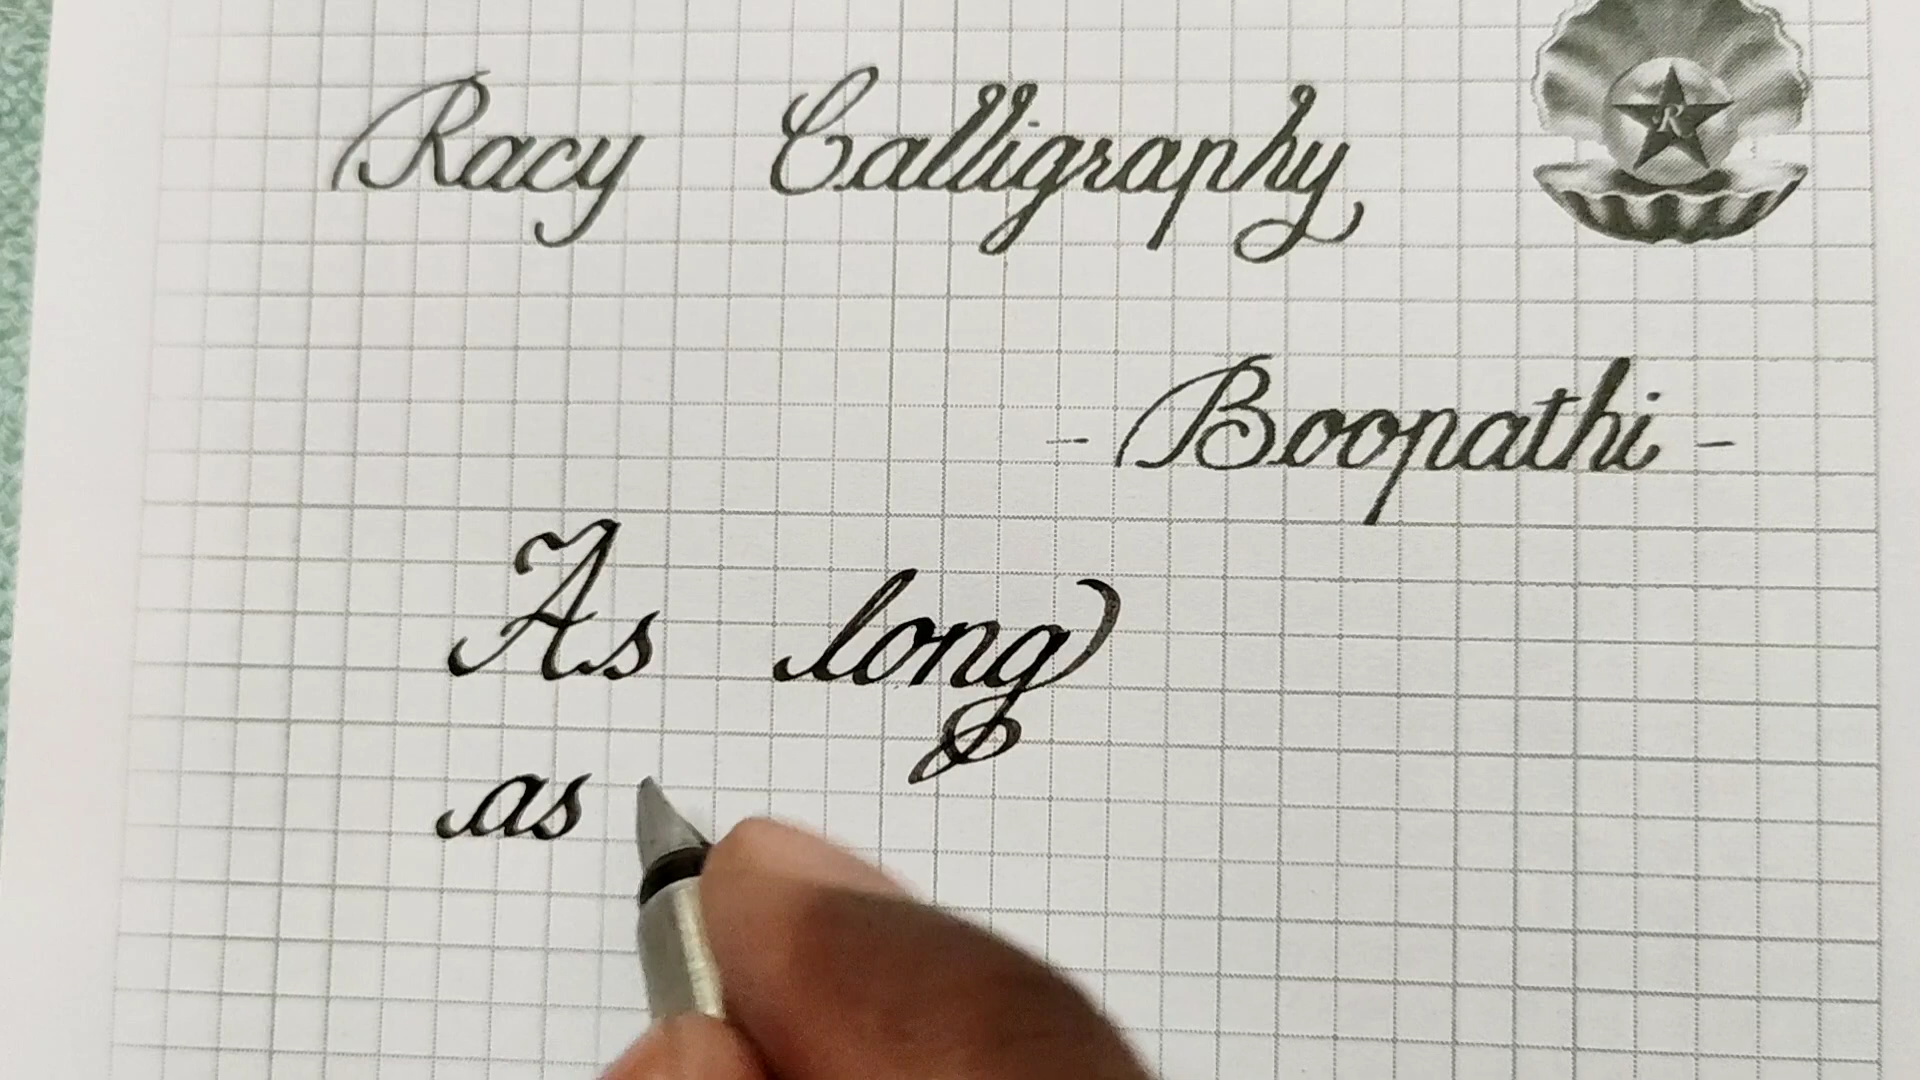 Racy Calligraphy
R
- Boopathi -
As long
as